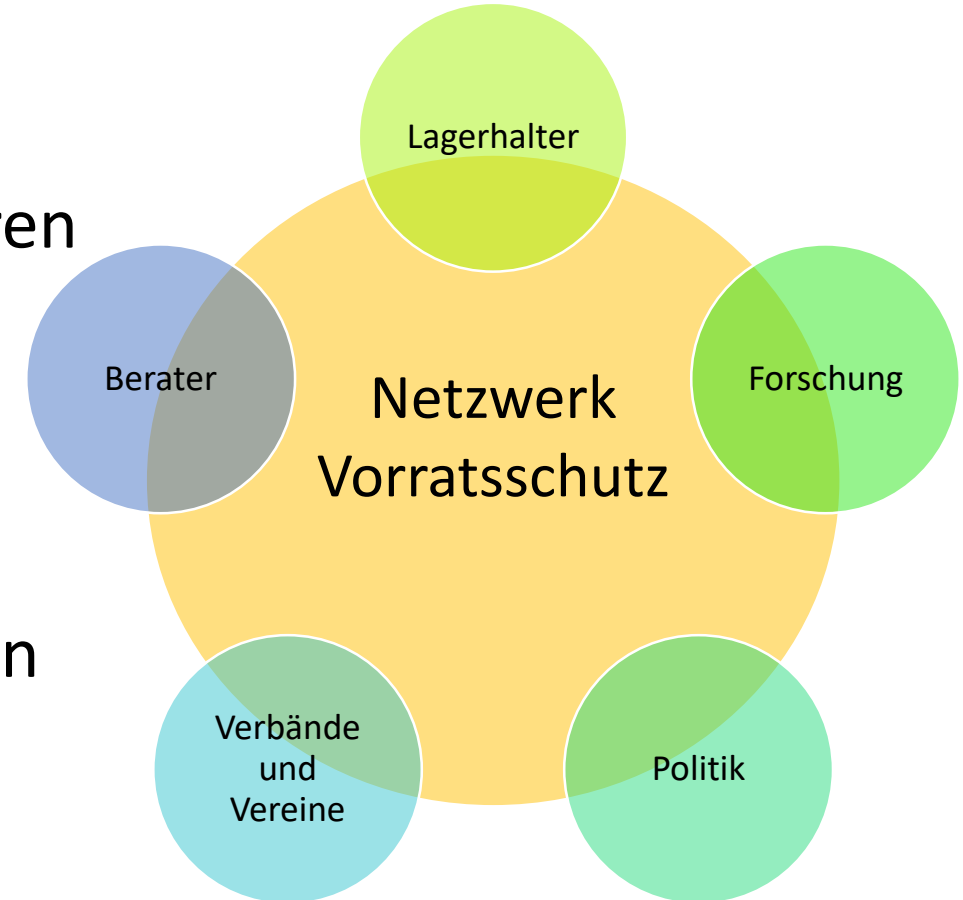 Lagerhalter
Berater
Forschung
Netzwerk
Vorratsschutz
Verbände
und
Vereine
Politik